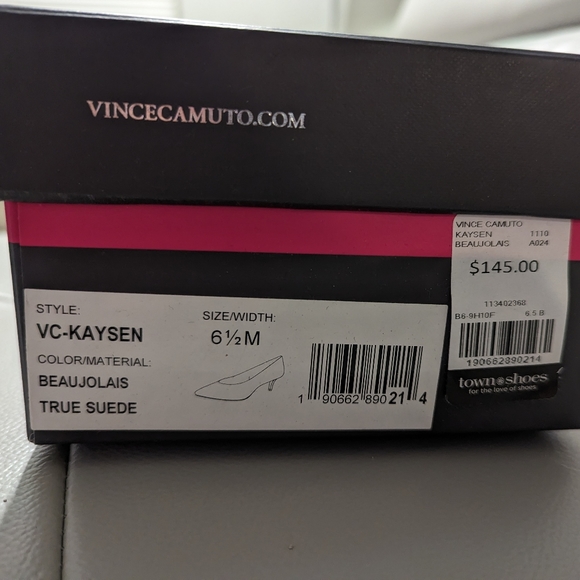 VINCECAMUTO.COM
VINCE CAMUTO
KAYSEN 1110
BEAUJOLAIS A024
$145.00
113402368
B6-9H10F 6.5 B
190662890214
town shoes
for the love of shoes.
STYLE:
VC-KAYSEN
SIZE/WIDTH:
6½M
COLOR/MATERIAL:
BEAUJOLAIS
TRUE SUEDE
1 90662 890 21 4